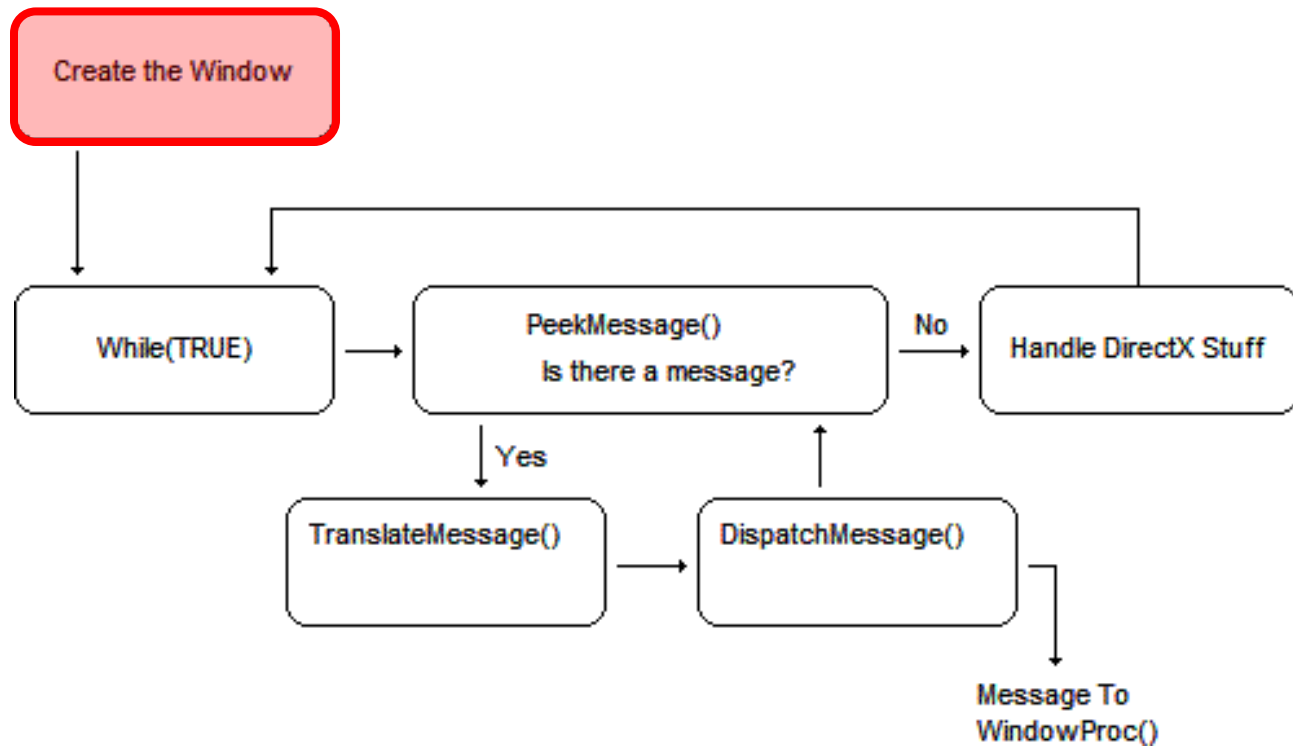 Create the Window
While(TRUE)
PeekMessage()
Is there a message?
No
Handle DirectX Stuff
Yes
TranslateMessage()
DispatchMessage()
Message To
WindowProc()